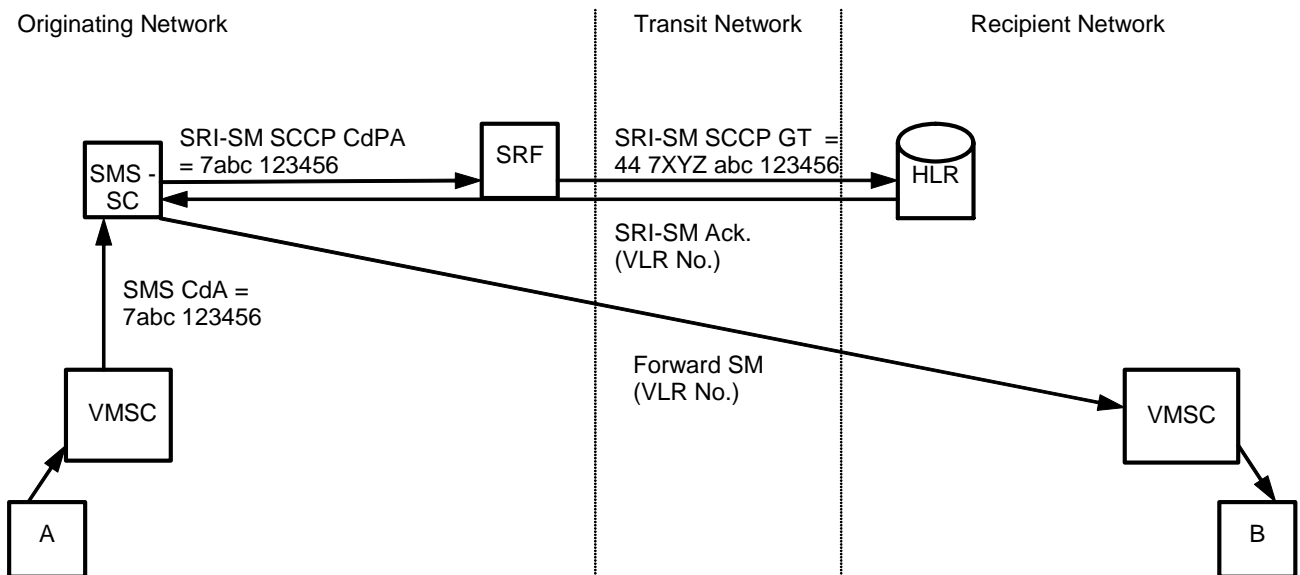 Originating Network
Transit Network
Recipient Network
SRI-SM SCCP CdPA
= 7abc 123456
SRF
SRI-SM SCCP GT =
44 7XYZ abc 123456
HLR
SMS -
SC
SRI-SM Ack.
(VLR No.)
SMS CdA =
7abc 123456
Forward SM
(VLR No.)
VMSC
VMSC
A
B